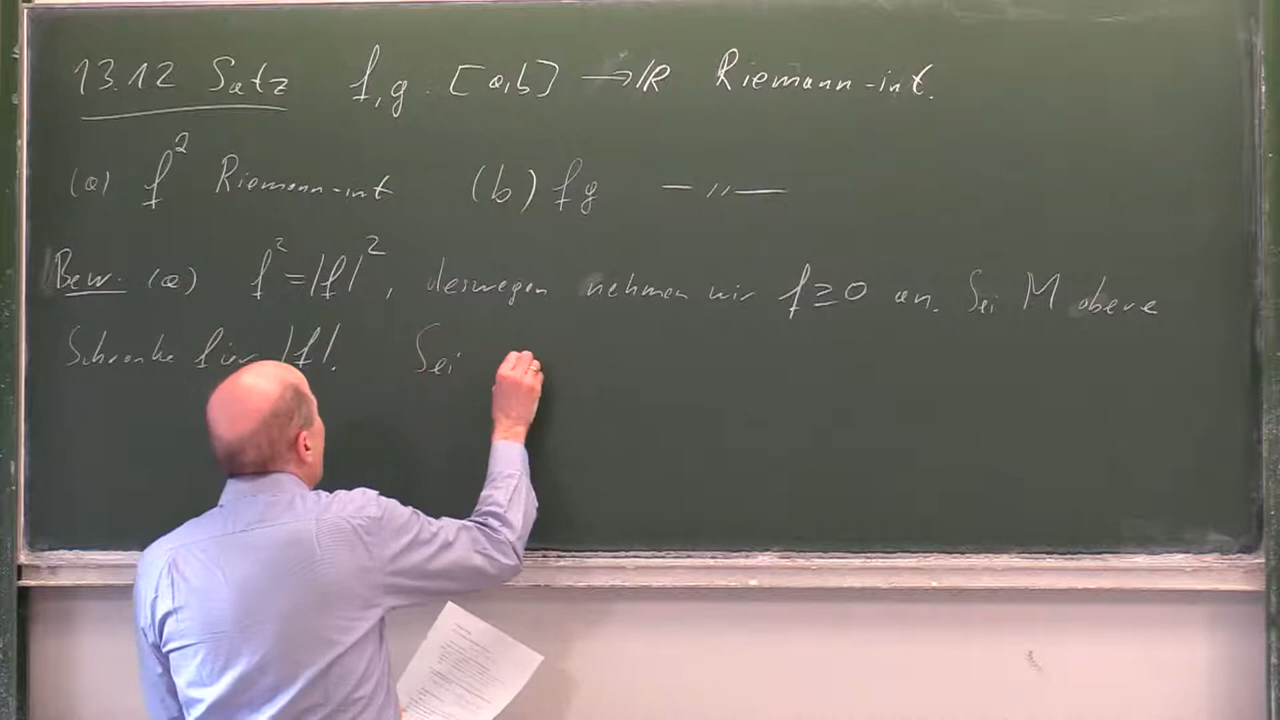 13.12 Satz f,g: [a,b] → ℝ Riemann-int.
(a) f² Riemann-int (b) fg —〃—
Bew. (a) f² = |f|², deswegen nehmen wir f ≥ 0 an. Sei M obere
Schranke für |f|. Sei